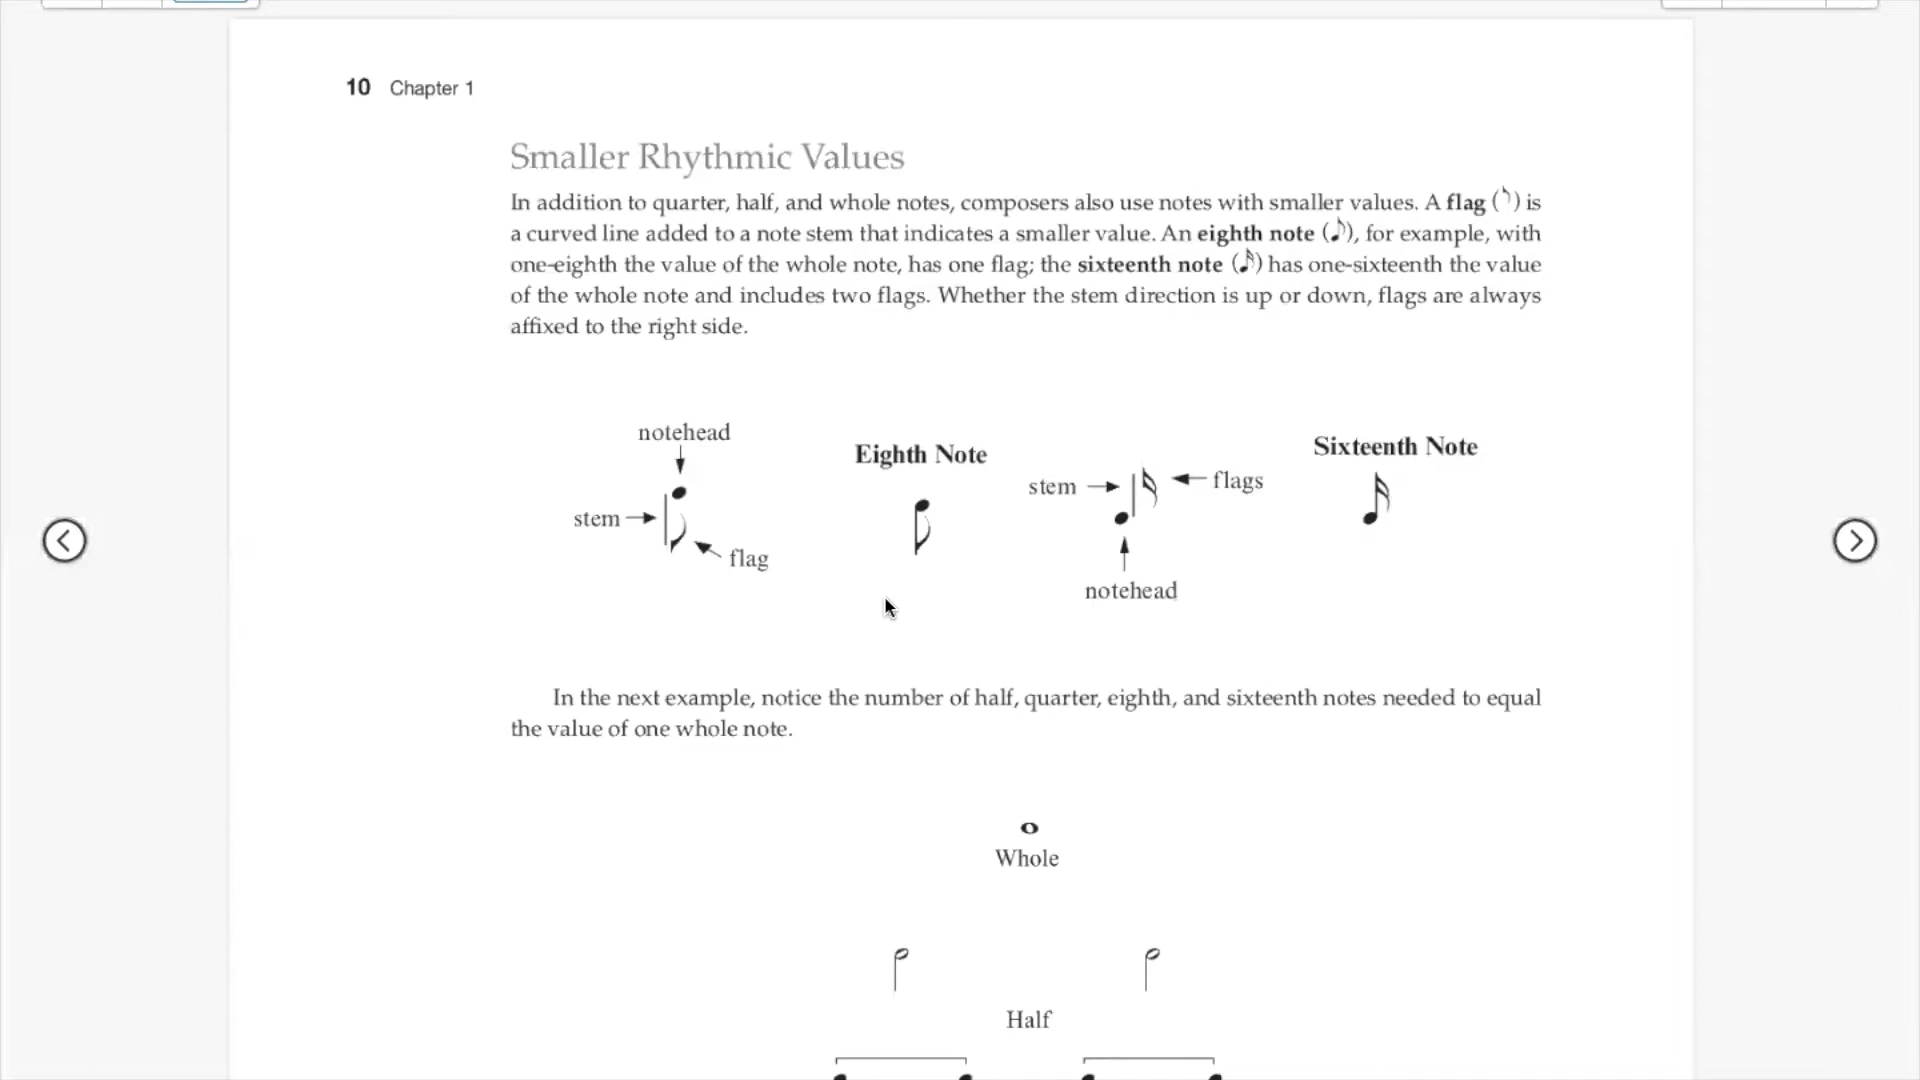 10 Chapter 1
Smaller Rhythmic Values
In addition to quarter, half, and whole notes, composers also use notes with smaller values. A flag () is
a curved line added to a note stem that indicates a smaller value. An eighth note (♪), for example, with
one-eighth the value of the whole note, has one flag; the sixteenth note () has one-sixteenth the value
of the whole note and includes two flags. Whether the stem direction is up or down, flags are always
affixed to the right side.
notehead
stem
flag
Eighth Note
stem
flags
notehead
Sixteenth Note
In the next example, notice the number of half, quarter, eighth, and sixteenth notes needed to equal
the value of one whole note.
Whole
Half